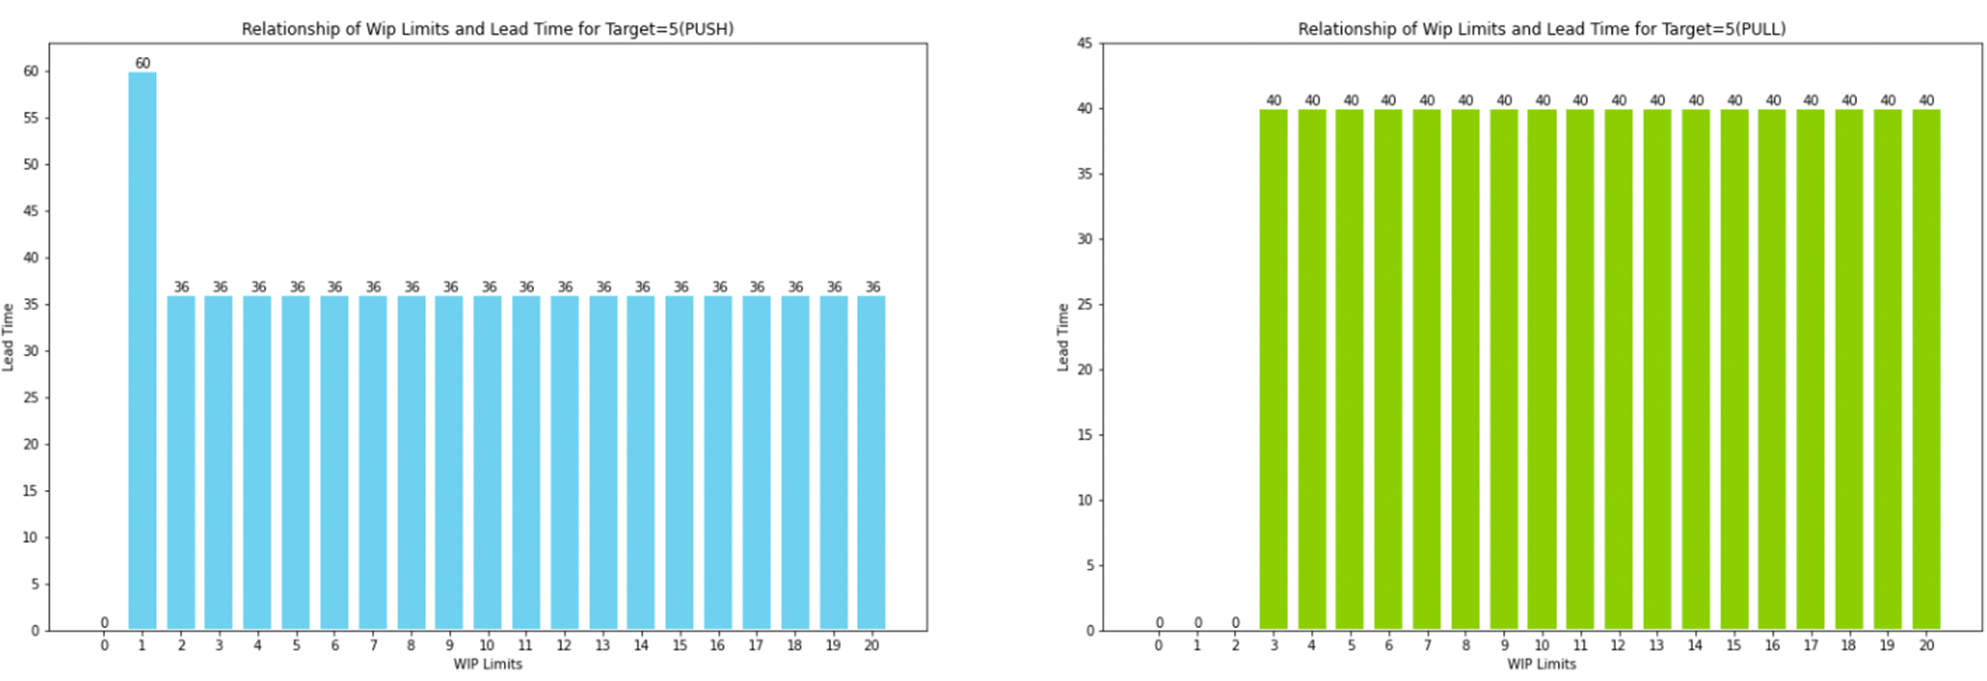 Relationship of Wip Limits and Lead Time for Target=5(PUSH)
60
55
50
45
40
35
30
25
20
15
10
5
0
Lead Time
0 60 36 36 36 36 36 36 36 36 36 36 36 36 36 36 36 36 36 36 36
0 1 2 3 4 5 6 7 8 9 10 11 12 13 14 15 16 17 18 19 20
WIP Limits
Relationship of Wip Limits and Lead Time for Target=5(PULL)
45
40
35
30
25
20
15
10
5
0
Lead Time
0 0 0 40 40 40 40 40 40 40 40 40 40 40 40 40 40 40 40 40 40
0 1 2 3 4 5 6 7 8 9 10 11 12 13 14 15 16 17 18 19 20
WIP Limits